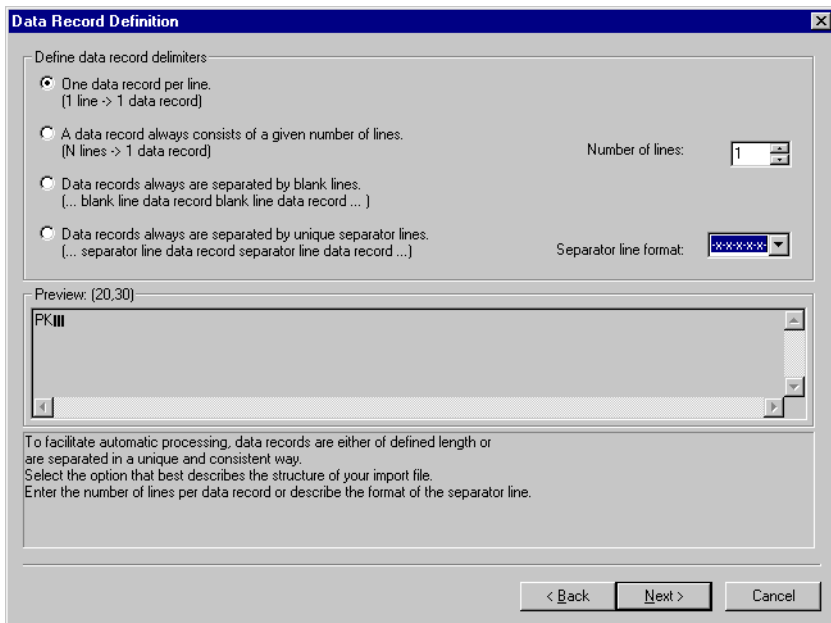 Data Record Definition
Define data record delimiters
One data record per line.
(1 line -> 1 data record)
A data record always consists of a given number of lines.
(N lines -> 1 data record)
Number of lines:
1
Data records always are separated by blank lines.
(... blank line data record blank line data record ... )
Data records always are separated by unique separator lines.
(... separator line data record separator line data record ...)
Separator line format:
-x-x-x-x-x-
Preview: (20,30)
PK
To facilitate automatic processing, data records are either of defined length or
are separated in a unique and consistent way.
Select the option that best describes the structure of your import file.
Enter the number of lines per data record or describe the format of the separator line.
< Back
Next >
Cancel